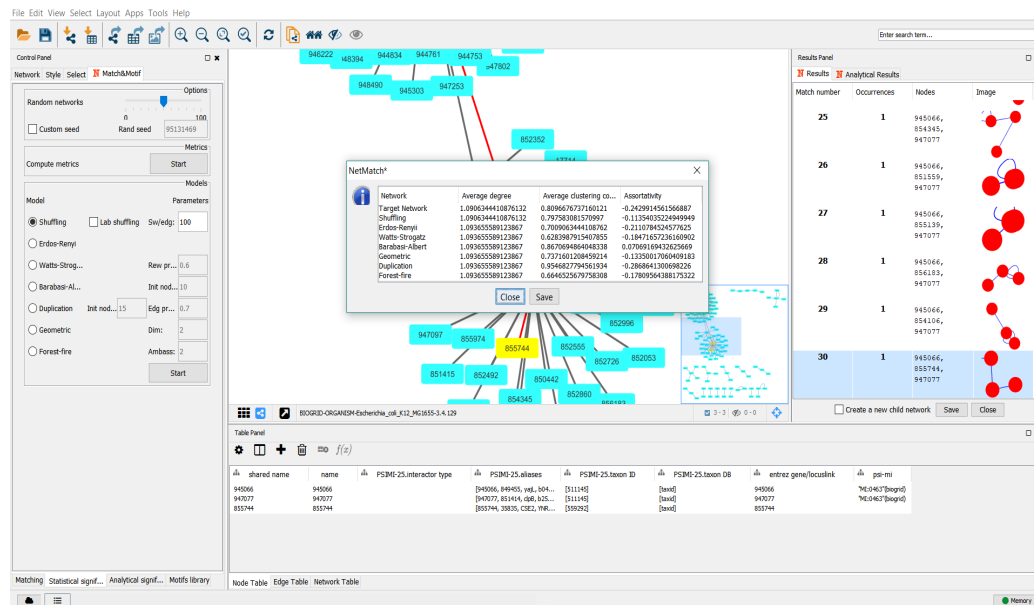 File Edit View Select Layout Apps Tools Help
Enter search term...
Control Panel
Network Style Select Match&Motif
Options
Random networks
0 100
Custom seed Rand seed 95131469
Metrics
Compute metrics Start
Models
Model Parameters
Shuffling Lab shuffling Sw/edg: 100
Erdos-Renyi
Watts-Strog... Rew pr... 0.6
Barabasi-Al... Init nod... 10
Duplication Init nod... 15 Edg pr... 0.7
Geometric Dim: 2
Forest-fire Ambass: 2
Start
Matching Statistical signif... Analytical signif... Motifs library
946222 948394 944834 944761 944753
947802
948490 945303 947253
852352
NetMatch*
Network Average degree Average clustering co... Assortativity
Target Network 1.0906344410876132 0.8096676737160121 -0.2429914561566887
Shuffling 1.0906344410876132 0.797583081570997 -0.11354035224949949
Erdos-Renyii 1.093655589123867 0.7009063344108762 -0.2110784524577625
Watts-Strogatz 1.093655589123867 0.6283987915407855 -0.18471657236160902
Barabasi-Albert 1.093655589123867 0.8670694864048338 0.07069169432625669
Geometric 1.093655589123867 0.7371601208459214 -0.13350017060409183
Duplication 1.093655589123867 0.9546827794561934 -0.2868641300698226
Forest-fire 1.093655589123867 0.6646525679758308 -0.17809564388175322
Close Save
852996
947097 855974 855744 852555 852726 852053
851415 852492 850442
854345 852860 856183
BIOGRID-ORGANISM-Escherichia_coli_K12_MG1655-3.4.129
3 - 3 0 - 0
Results Panel
Results Analytical Results
Match number Occurrences Nodes Image
25 1 945066,
854345,
947077
26 1 945066,
851559,
947077
27 1 945066,
855139,
947077
28 1 945066,
856183,
947077
29 1 945066,
854106,
947077
30 1 945066,
855744,
947077
Create a new child network Save Close
Table Panel
f(x)
shared name name PSIMI-25.interactor type PSIMI-25.aliases PSIMI-25.taxon ID PSIMI-25.taxon DB entrez gene/locuslink psi-mi
945066 945066 [945066, 849455, yajL, b04... [511145] [taxid] 945066 "MI:0463"(biogrid)
947077 947077 [947077, 851414, clpB, b25... [511145] [taxid] 947077 "MI:0463"(biogrid)
855744 855744 [855744, 35835, CSE2, YNR... [559292] [taxid] 855744
Node Table Edge Table Network Table
Memory